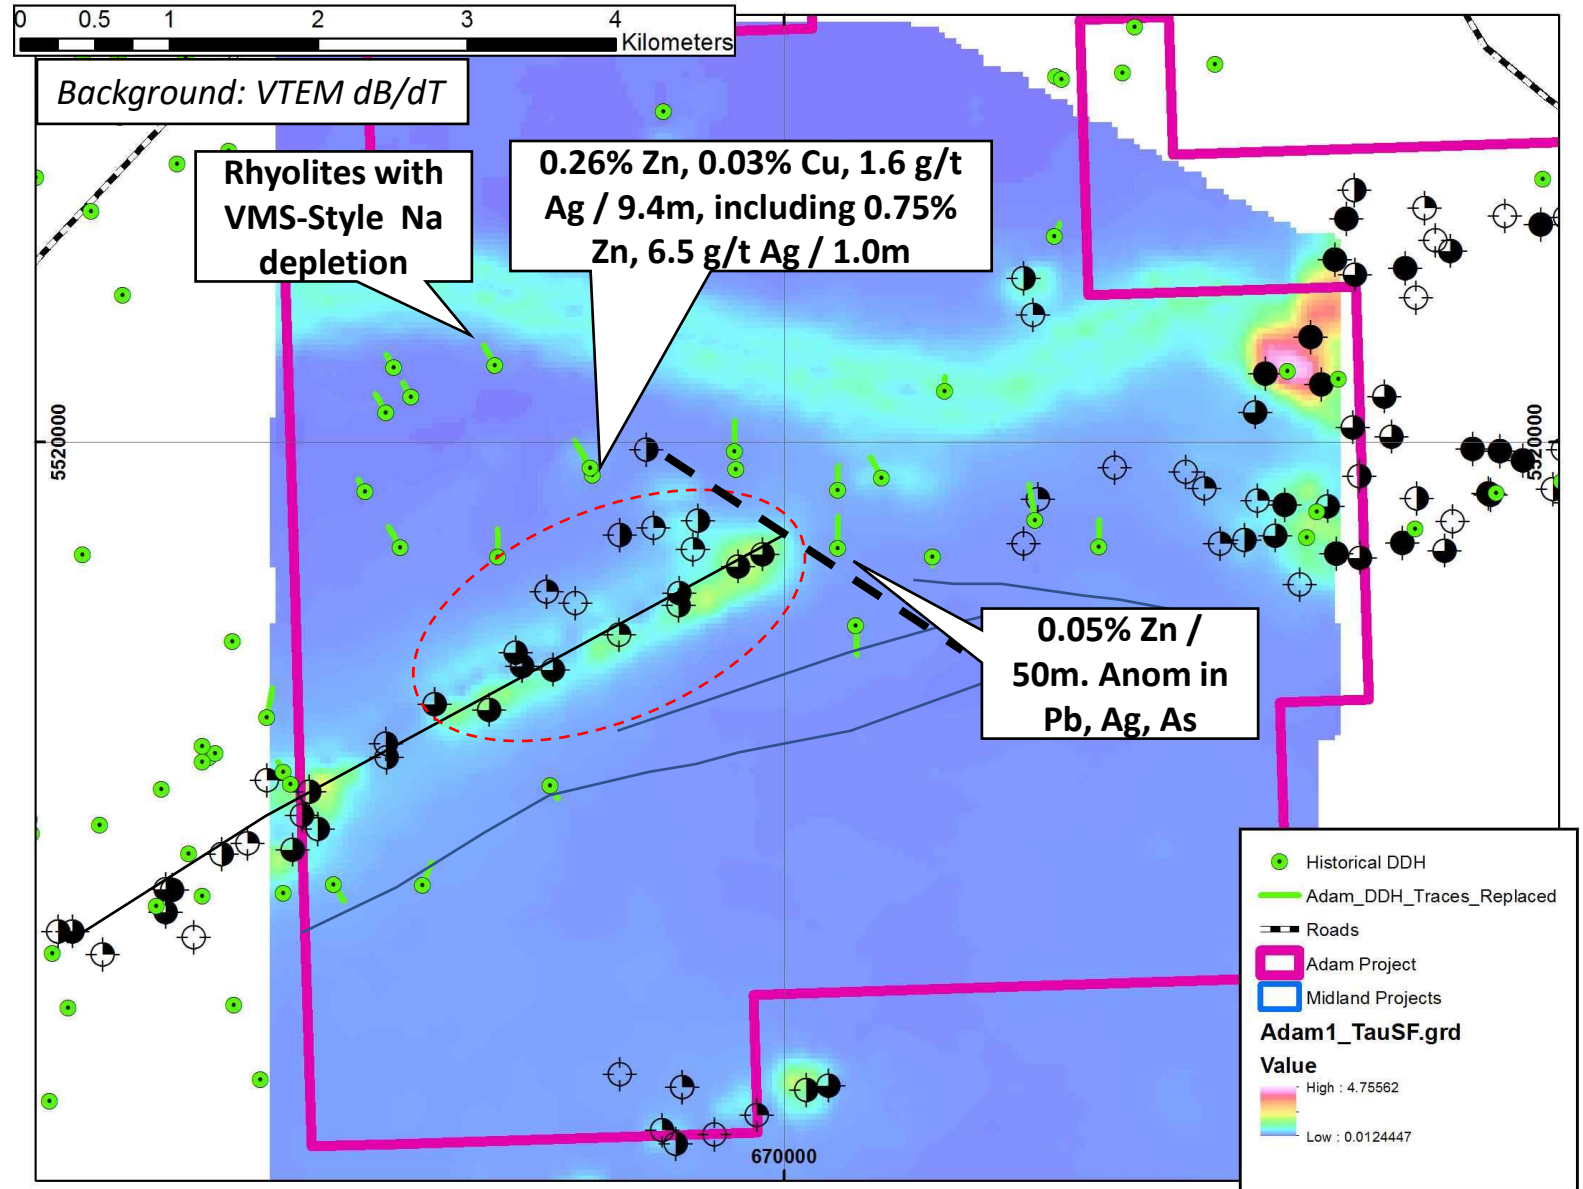 0 0.5 1 2 3 4
Kilometers
Background: VTEM dB/dT
Rhyolites with
VMS-Style Na
depletion
0.26% Zn, 0.03% Cu, 1.6 g/t
Ag / 9.4m, including 0.75%
Zn, 6.5 g/t Ag / 1.0m
5520000
5520000
0.05% Zn /
50m. Anom in
Pb, Ag, As
670000
Historical DDH
Adam_DDH_Traces_Replaced
Roads
Adam Project
Midland Projects
Adam1_TauSF.grd
Value
High : 4.75562
Low : 0.0124447